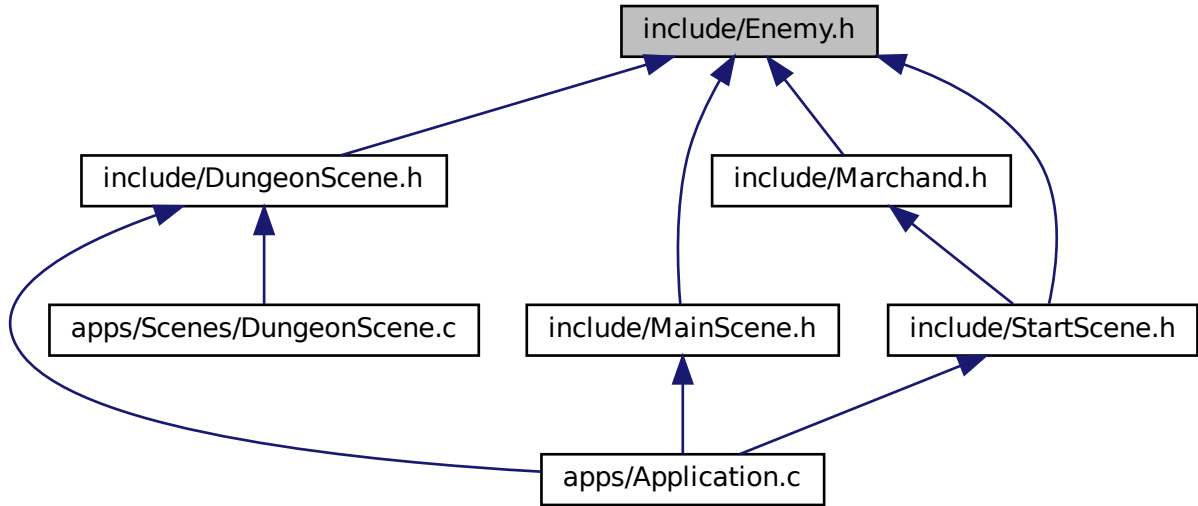 include/Enemy.h
include/DungeonScene.h
include/Marchand.h
apps/Scenes/DungeonScene.c
include/MainScene.h
include/StartScene.h
apps/Application.c